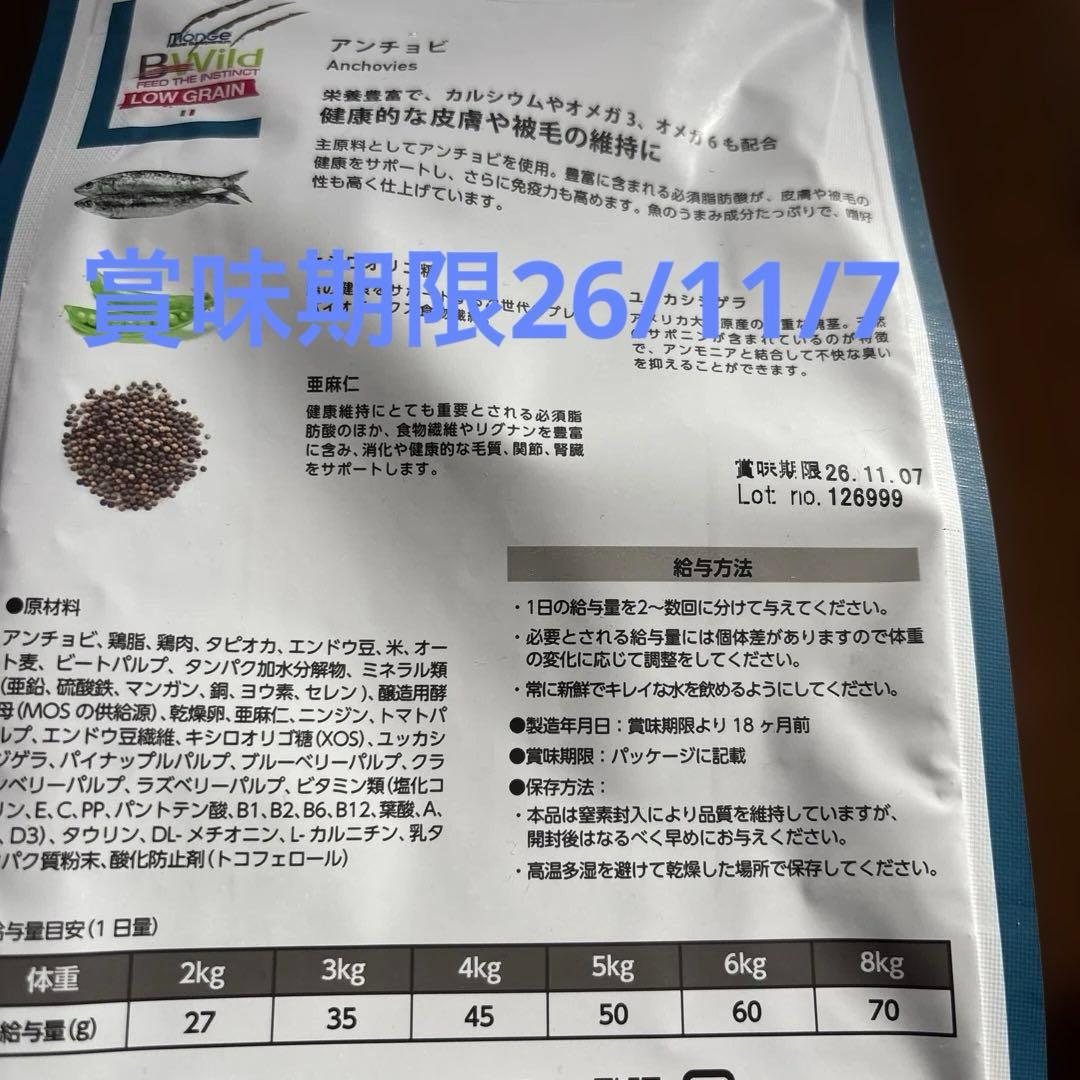 monge
BWild
FEED THE INSTINCT
LOW GRAIN
アンチョビ
Anchovies
栄養豊富で、カルシウムやオメガ3、オメガ6も配合
健康的な皮膚や被毛の維持に
主原料としてアンチョビを使用。豊富に含まれる必須脂肪酸が、皮膚や被毛の
健康をサポートし、さらに免疫力も高めます。魚のうまみ成分たっぷりで、嗜好
性も高く仕上げています。
賞味期限26/11/7
ユッカシジゲラ
で、アンモニアと結合して不快な臭い
を抑えることができます。
亜麻仁
健康維持にとても重要とされる必須脂
肪酸のほか、食物繊維やリグナンを豊富
に含み、消化や健康的な毛質、関節、腎臓
をサポートします。
賞味期限26.11.07
Lot no.126999
●原材料
アンチョビ、鶏脂、鶏肉、タピオカ、エンドウ豆、米、オー
ト麦、ビートパルプ、タンパク加水分解物、ミネラル類
(亜鉛、硫酸鉄、マンガン、銅、ヨウ素、セレン)、醸造用酵
母(MOSの供給源)、乾燥卵、亜麻仁、ニンジン、トマトパ
ルプ、エンドウ豆繊維、キシロオリゴ糖(XOS)、ユッカシ
ジゲラ、パイナップルパルプ、ブルーベリーパルプ、クラ
ンベリーパルプ、ラズベリーパルプ、ビタミン類(塩化コ
リン、E、C、PP、パントテン酸、B1、B2、B6、B12、葉酸、A、
、D3)、タウリン、DL-メチオニン、L-カルニチン、乳タ
パク質粉末、酸化防止剤(トコフェロール)
給与方法
・1日の給与量を2〜数回に分けて与えてください。
・必要とされる給与量には個体差がありますので体重
の変化に応じて調整をしてください。
・常に新鮮でキレイな水を飲めるようにしてください。
●製造年月日：賞味期限より18ヶ月前
●賞味期限：パッケージに記載
●保存方法：
・本品は窒素封入により品質を維持していますが、
開封後はなるべく早めにお与えください。
・高温多湿を避けて乾燥した場所で保存してください。
給与量目安(1日量)
体重 2kg 3kg 4kg 5kg 6kg 8kg
給与量(g) 27 35 45 50 60 70